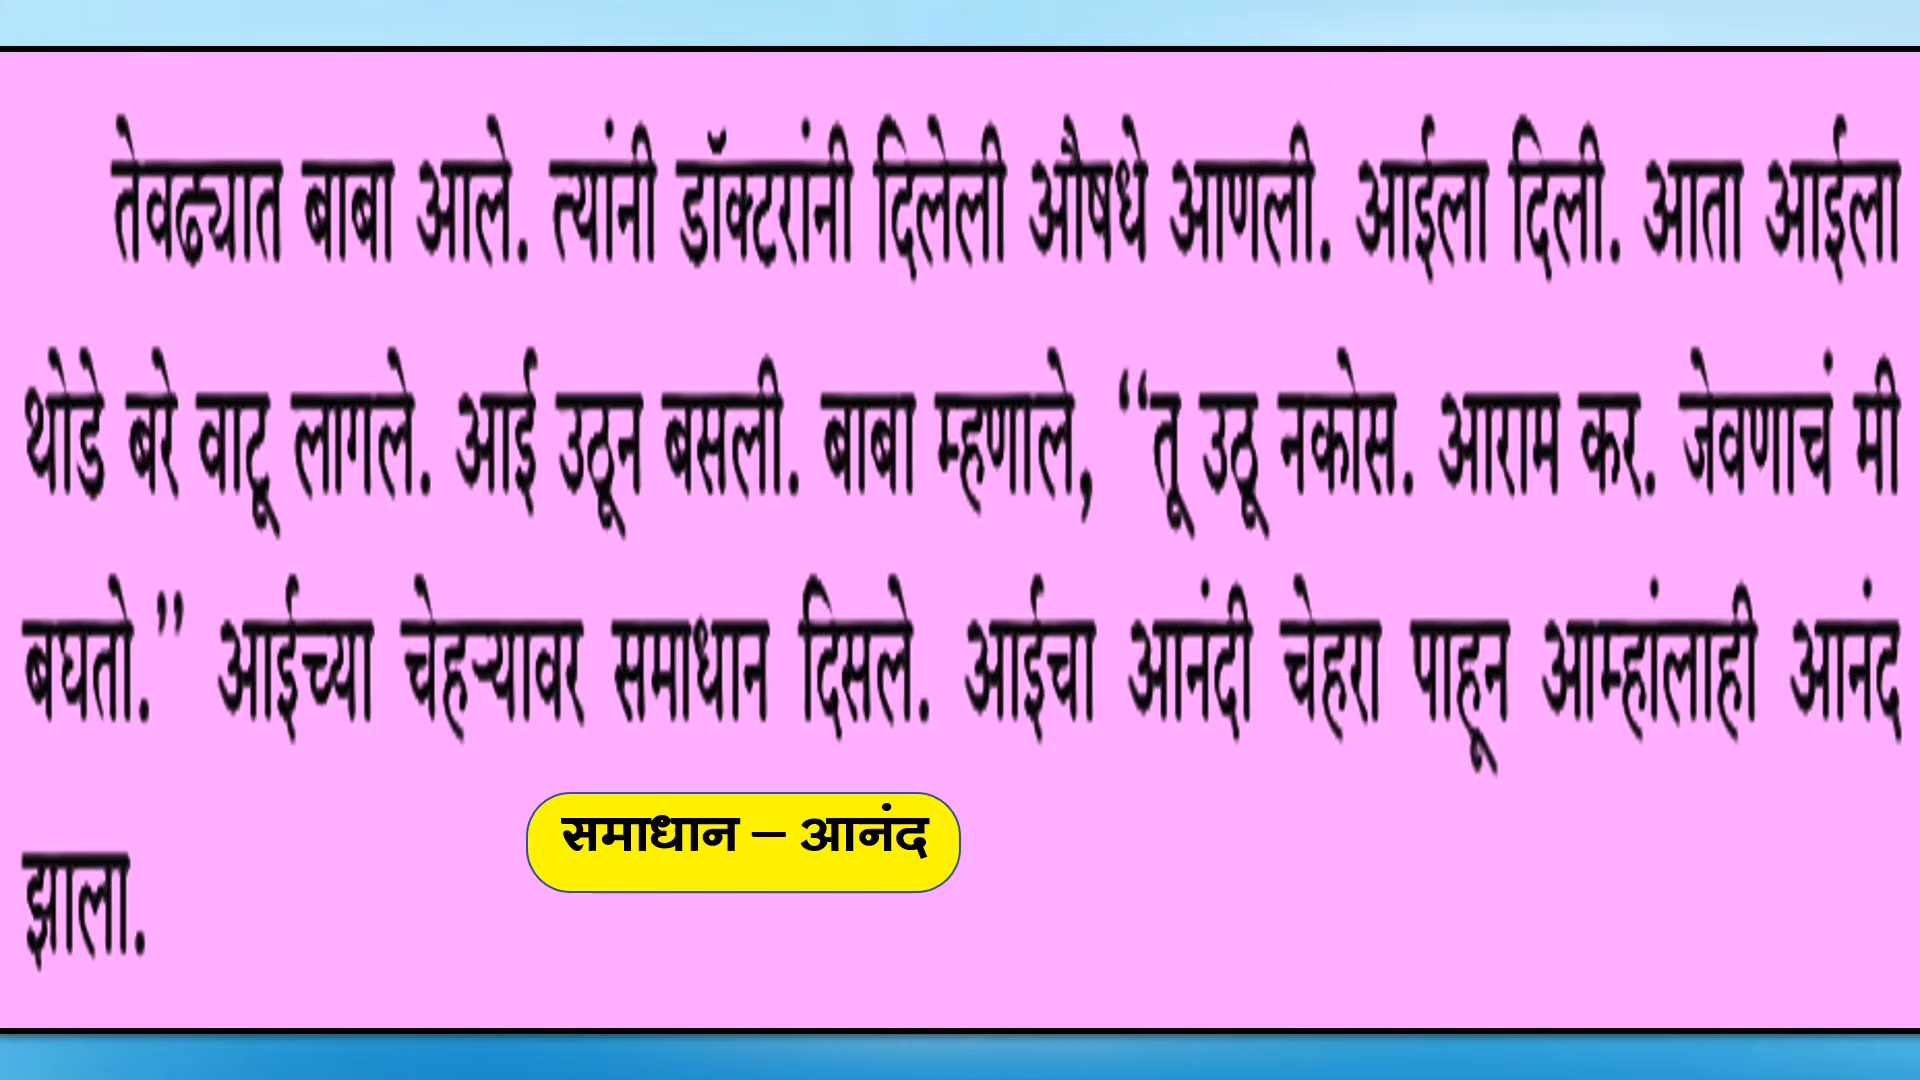 तेवढ्यात बाबा आले. त्यांनी डॉक्टरांनी दिलेली औषधे आणली. आईला दिली. आता आईला
थोडे बरे वाटू लागले. आई उठून बसली. बाबा म्हणाले, “तू उठू नकोस. आराम कर. जेवणाचं मी
बघतो.” आईच्या चेहऱ्यावर समाधान दिसले. आईचा आनंदी चेहरा पाहून आम्हांलाही आनंद
झाला.
समाधान – आनंद